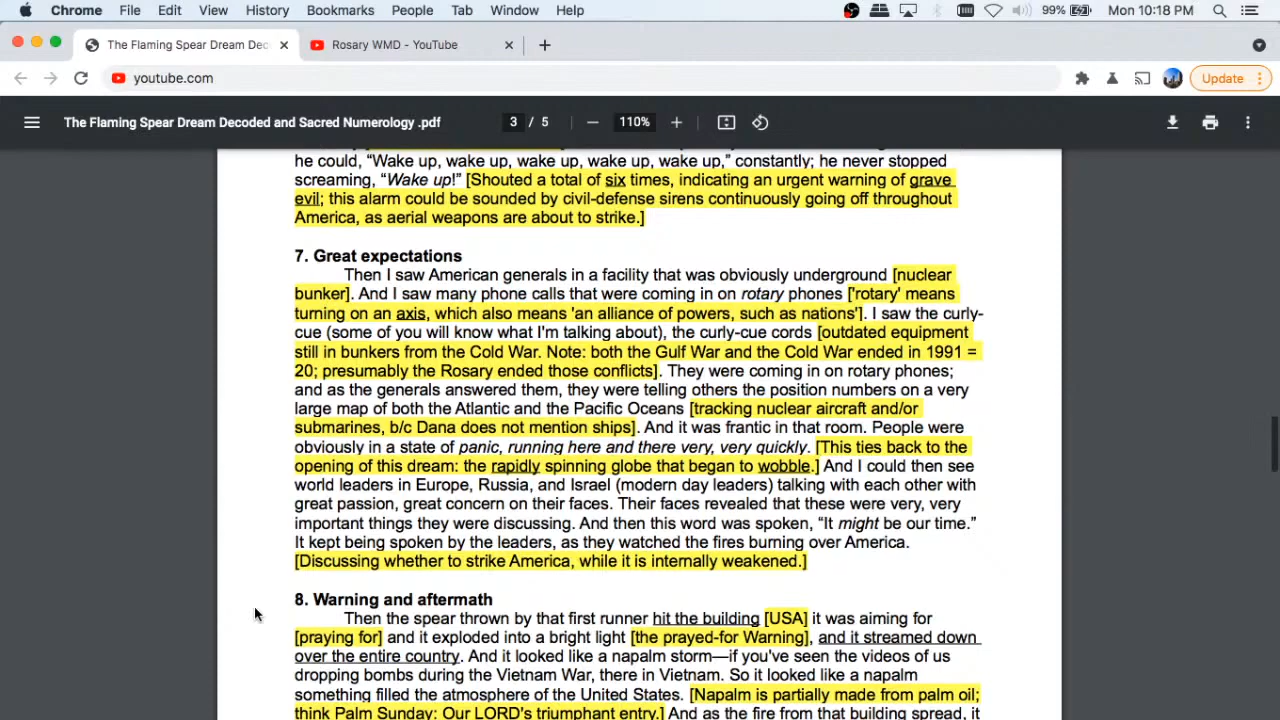 Chrome File Edit View History Bookmarks People Tab Window Help 99% Mon 10:18 PM
The Flaming Spear Dream Dec Rosary WMD - YouTube
youtube.com Update
The Flaming Spear Dream Decoded and Sacred Numerology .pdf 3 / 5 110%
he could, “Wake up, wake up, wake up, wake up, wake up,” constantly; he never stopped
screaming, “Wake up!” [Shouted a total of six times, indicating an urgent warning of grave
evil; this alarm could be sounded by civil-defense sirens continuously going off throughout
America, as aerial weapons are about to strike.]
7. Great expectations
Then I saw American generals in a facility that was obviously underground [nuclear
bunker]. And I saw many phone calls that were coming in on rotary phones ['rotary' means
turning on an axis, which also means 'an alliance of powers, such as nations']. I saw the curly-
cue (some of you will know what I'm talking about), the curly-cue cords [outdated equipment
still in bunkers from the Cold War. Note: both the Gulf War and the Cold War ended in 1991 =
20; presumably the Rosary ended those conflicts]. They were coming in on rotary phones;
and as the generals answered them, they were telling others the position numbers on a very
large map of both the Atlantic and the Pacific Oceans [tracking nuclear aircraft and/or
submarines, b/c Dana does not mention ships]. And it was frantic in that room. People were
obviously in a state of panic, running here and there very, very quickly. [This ties back to the
opening of this dream: the rapidly spinning globe that began to wobble.] And I could then see
world leaders in Europe, Russia, and Israel (modern day leaders) talking with each other with
great passion, great concern on their faces. Their faces revealed that these were very, very
important things they were discussing. And then this word was spoken, “It might be our time.”
It kept being spoken by the leaders, as they watched the fires burning over America.
[Discussing whether to strike America, while it is internally weakened.]
8. Warning and aftermath
Then the spear thrown by that first runner hit the building [USA] it was aiming for
[praying for] and it exploded into a bright light [the prayed-for Warning], and it streamed down
over the entire country. And it looked like a napalm storm—if you've seen the videos of us
dropping bombs during the Vietnam War, there in Vietnam. So it looked like a napalm
something filled the atmosphere of the United States. [Napalm is partially made from palm oil;
think Palm Sunday: Our LORD's triumphant entry.] And as the fire from that building spread, it